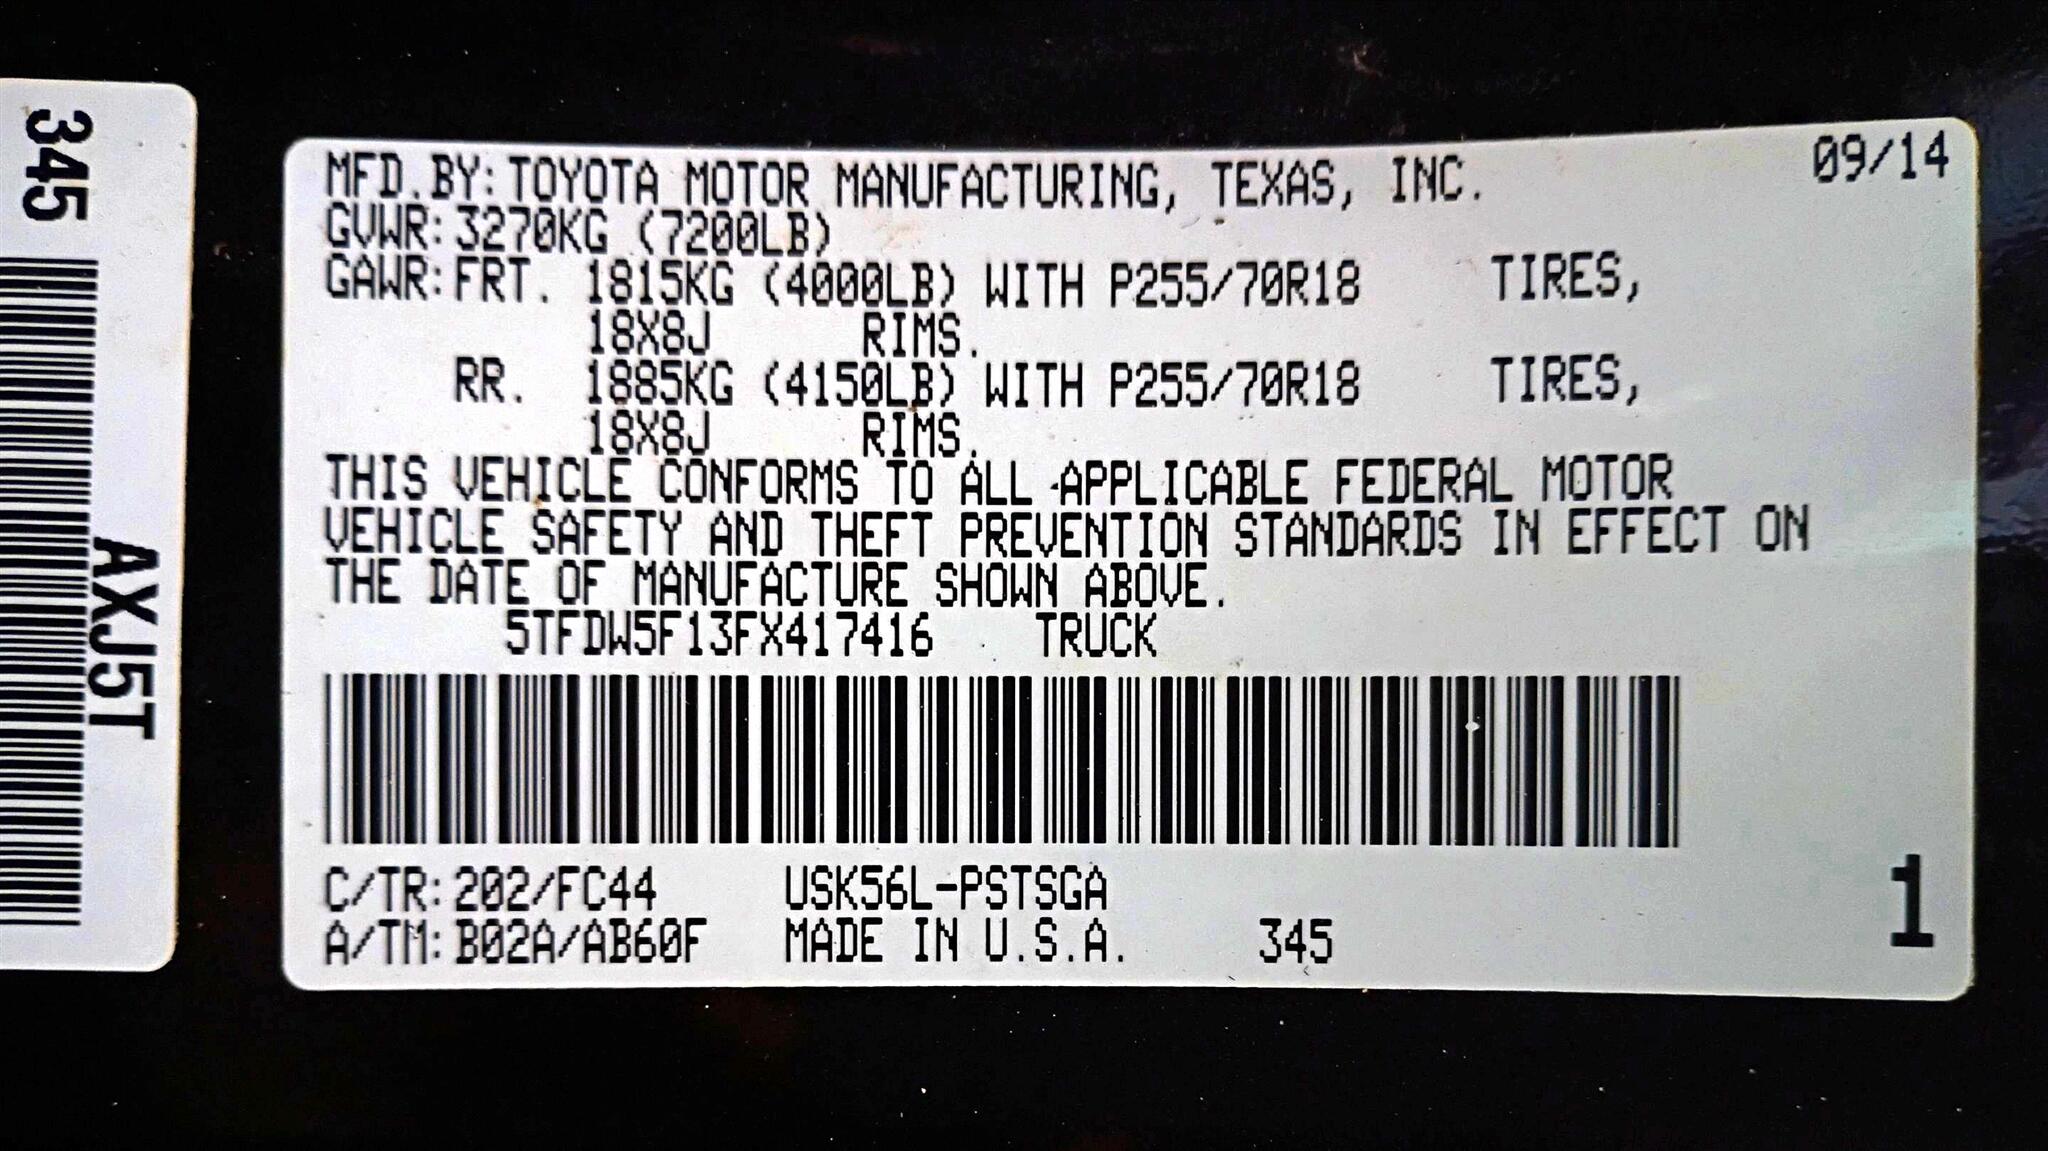 345
AXJ5T
MFD.BY: TOYOTA MOTOR MANUFACTURING, TEXAS, INC. 09/14
GVWR: 3270KG (7200LB)
GAWR: FRT. 1815KG (4000LB) WITH P255/70R18 TIRES,
18X8J RIMS.
RR. 1885KG (4150LB) WITH P255/70R18 TIRES,
18X8J RIMS.
THIS VEHICLE CONFORMS TO ALL APPLICABLE FEDERAL MOTOR
VEHICLE SAFETY AND THEFT PREVENTION STANDARDS IN EFFECT ON
THE DATE OF MANUFACTURE SHOWN ABOVE.
5TFDW5F13FX417416 TRUCK
C/TR: 202/FC44 USK56L-PSTSGA
A/TM: B02A/AB60F MADE IN U.S.A. 345
1